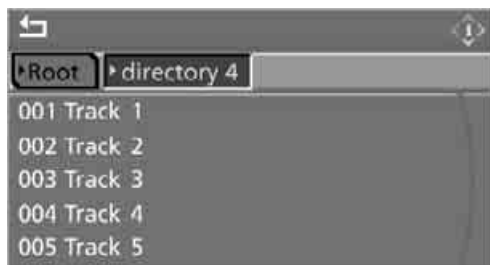 Root directory 4
001 Track 1
002 Track 2
003 Track 3
004 Track 4
005 Track 5